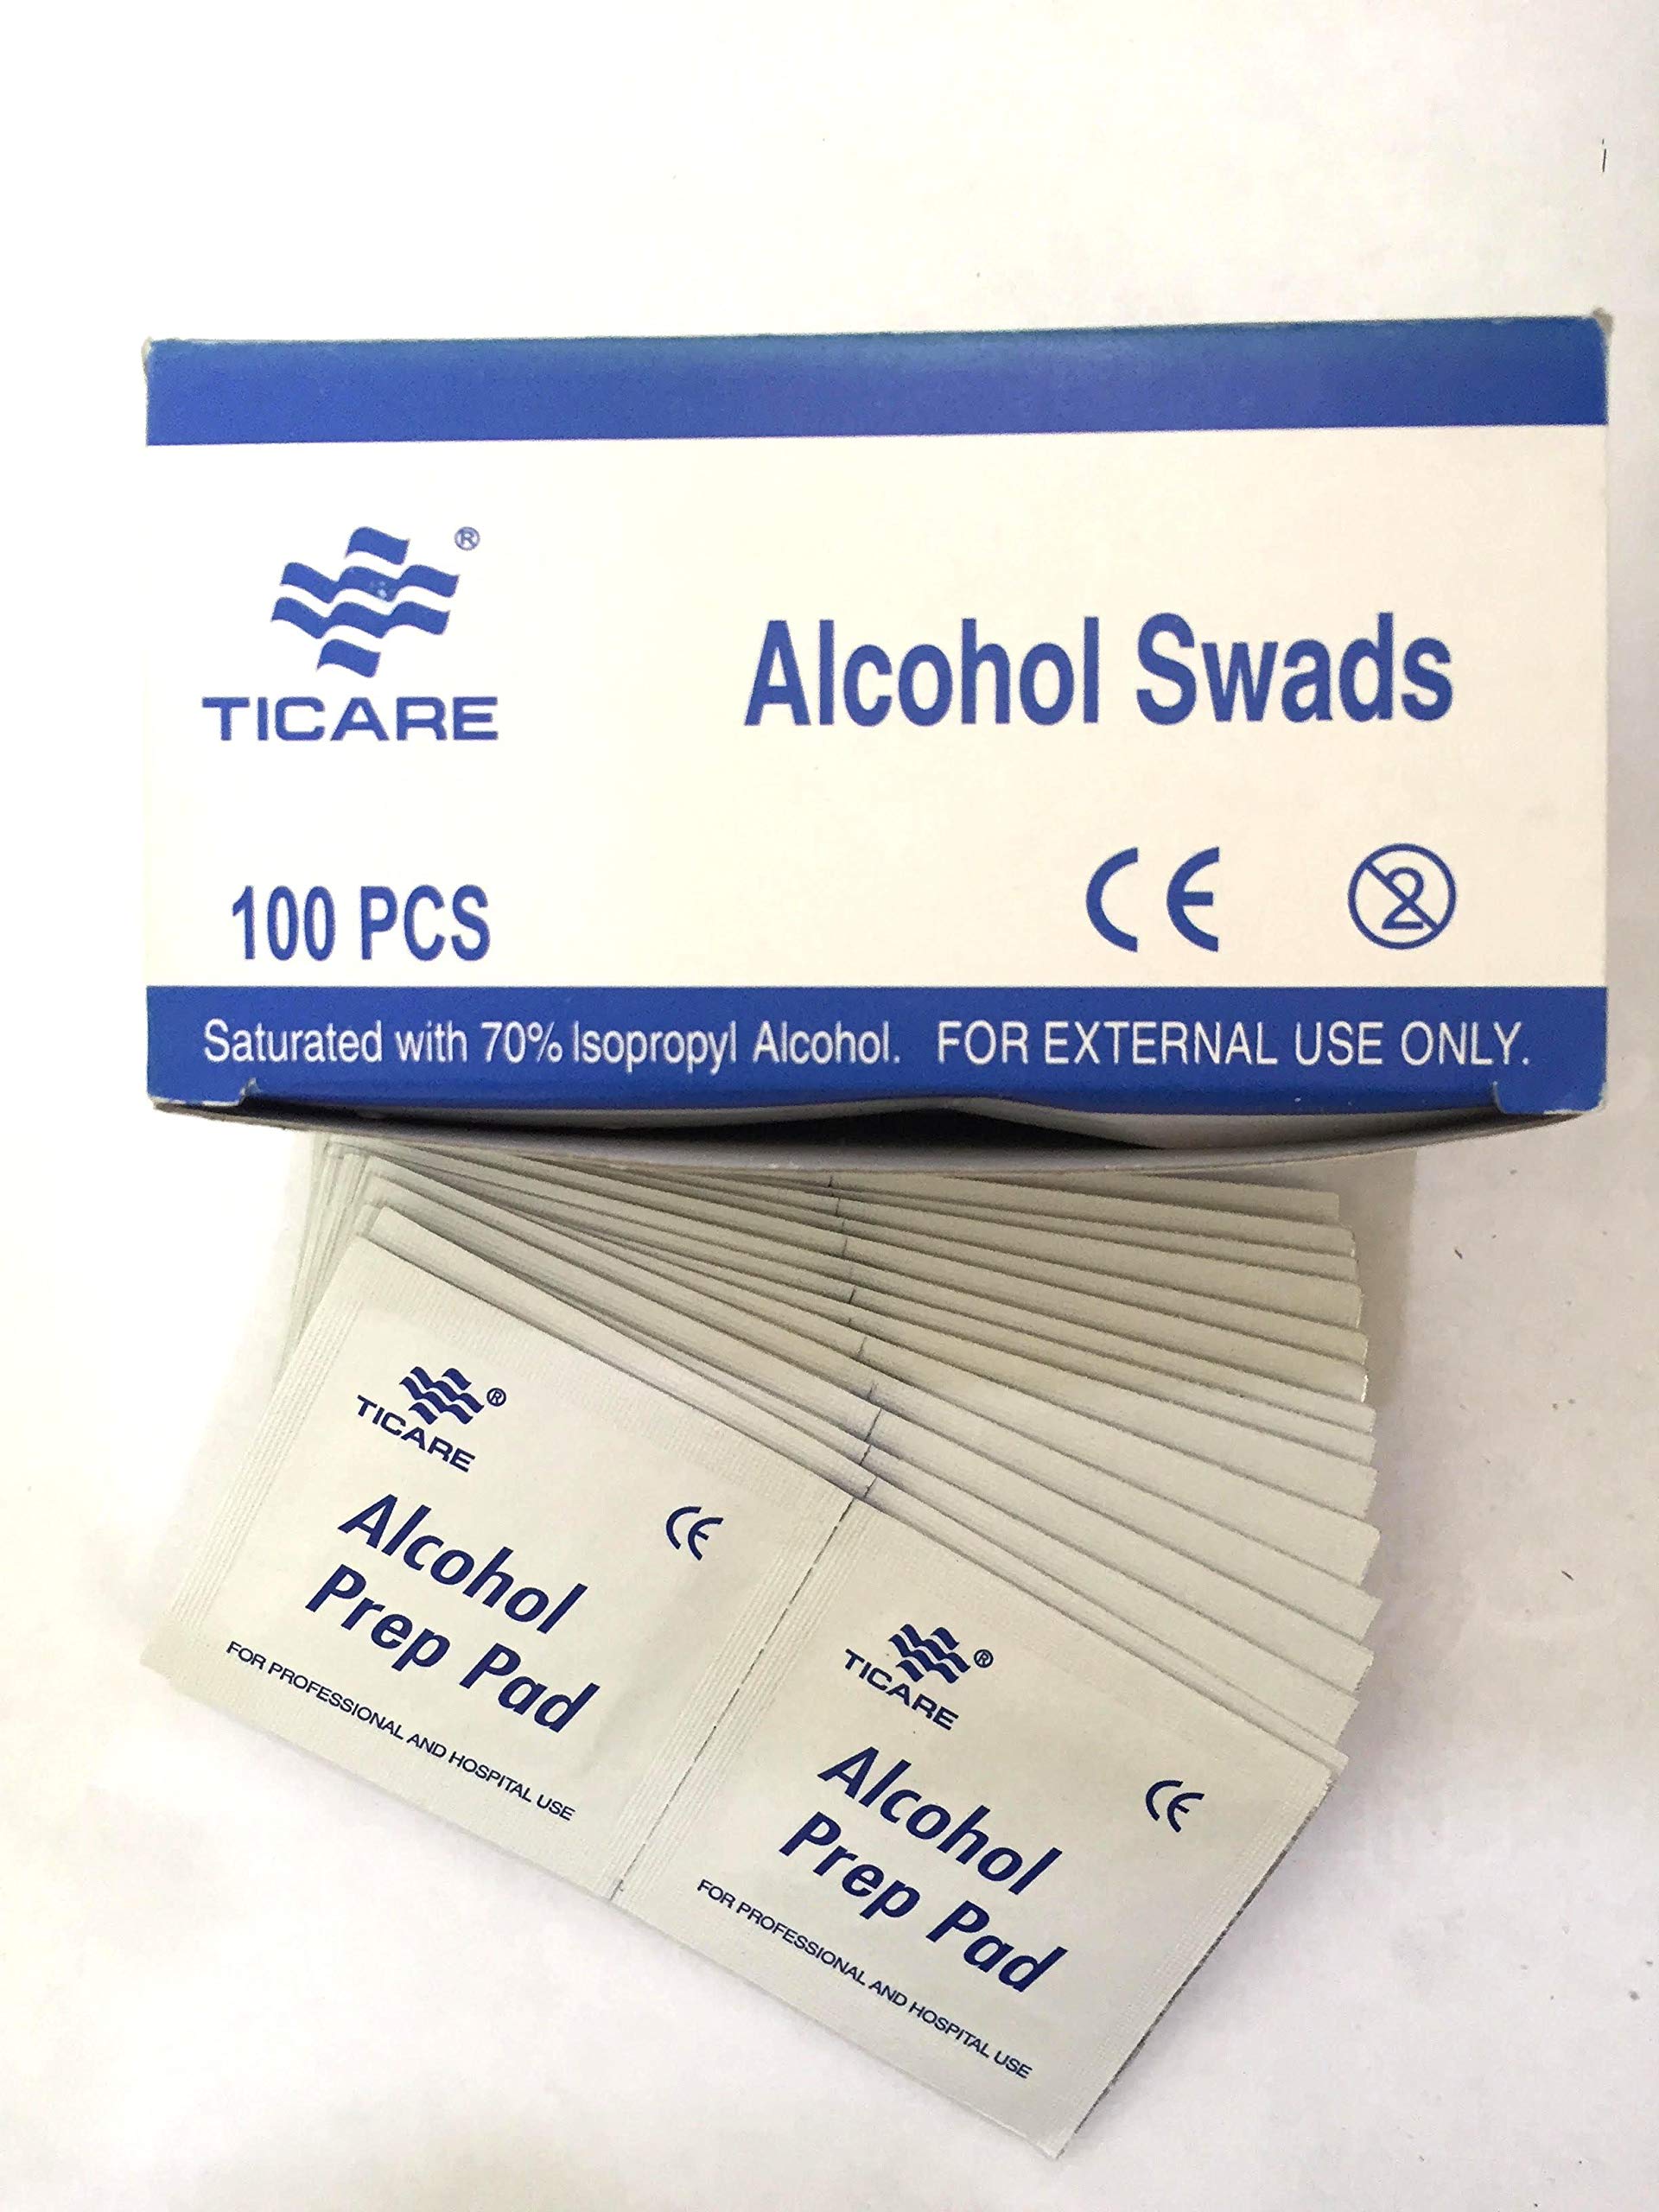 ®
TICARE
Alcohol Swads
100 PCS
CE
2
Saturated with 70% Isopropyl Alcohol. FOR EXTERNAL USE ONLY.
®
TICARE
CE
Alcohol
Prep Pad
FOR PROFESSIONAL AND HOSPITAL USE
®
TICARE
CE
Alcohol
Prep Pad
FOR PROFESSIONAL AND HOSPITAL USE